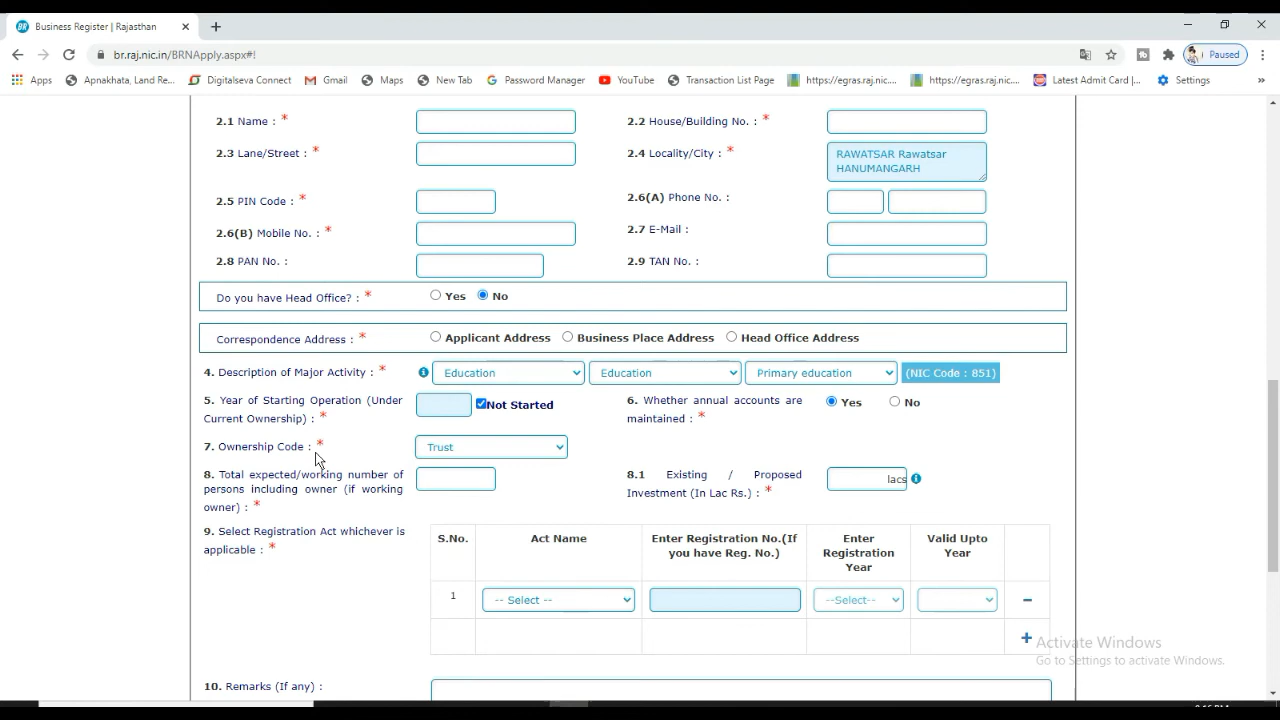 BR Business Register | Rajasthan
br.raj.nic.in/BRNApply.aspx#!
Paused
Apps Apnakhata, Land Re... Digitalseva Connect Gmail Maps New Tab Password Manager YouTube Transaction List Page https://egras.raj.nic.... https://egras.raj.nic.... Latest Admit Card |... Settings »
2.1 Name : *
2.2 House/Building No. : *
2.3 Lane/Street : *
2.4 Locality/City : *
RAWATSAR Rawatsar
HANUMANGARH
2.5 PIN Code : *
2.6(A) Phone No. :
2.6(B) Mobile No. : *
2.7 E-Mail :
2.8 PAN No. :
2.9 TAN No. :
Do you have Head Office? : * Yes No
Correspondence Address : * Applicant Address Business Place Address Head Office Address
4. Description of Major Activity : * Education Education Primary education (NIC Code : 851)
5. Year of Starting Operation (Under
Current Ownership) : *
Not Started
6. Whether annual accounts are
maintained : *
Yes No
7. Ownership Code : * Trust
8. Total expected/working number of
persons including owner (if working
owner) : *
8.1 Existing / Proposed
Investment (In Lac Rs.) : *
lacs
9. Select Registration Act whichever is
applicable : *
S.No. Act Name Enter Registration No.(If
you have Reg. No.)
Enter
Registration
Year
Valid Upto
Year
1 -- Select -- --Select-- −
+
Activate Windows
Go to Settings to activate Windows.
10. Remarks (If any) :